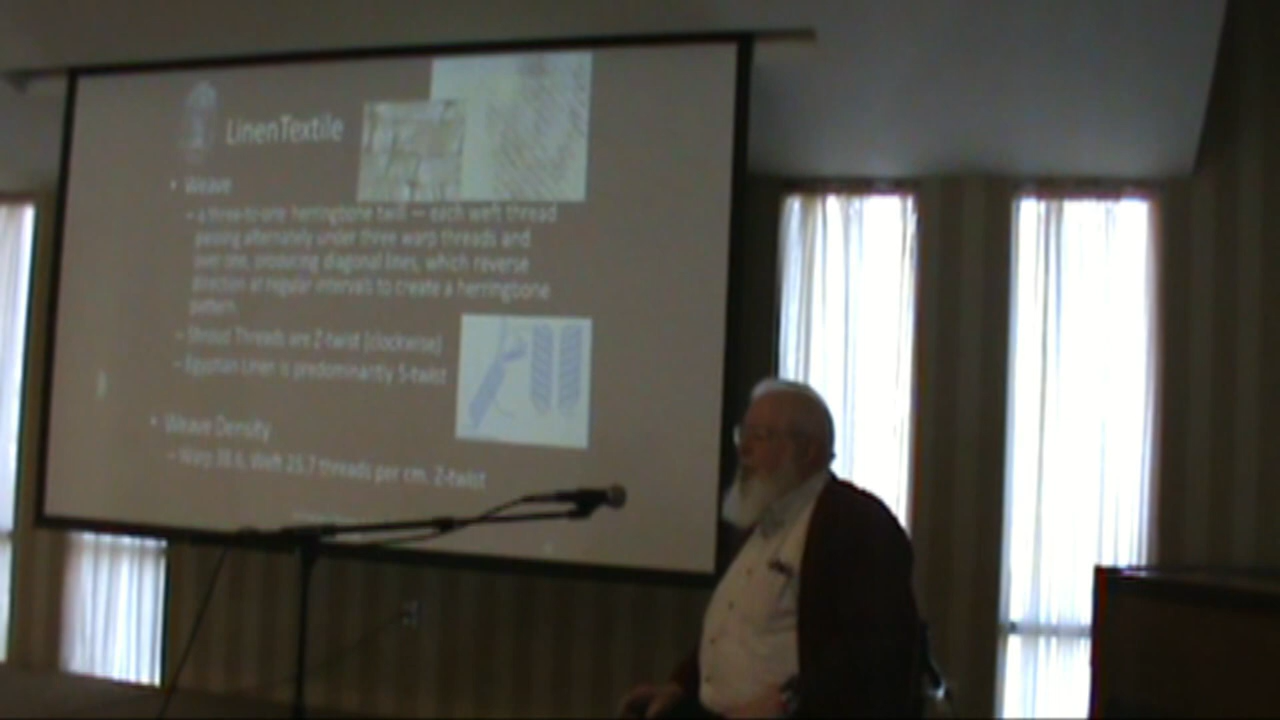 LinenTextile
• Weave
– a three-to-one herringbone twill — each weft thread
passing alternately under three warp threads and
over one, producing diagonal lines, which reverse
direction at regular intervals to create a herringbone
pattern.
– Shroud Threads are Z-twist (clockwise)
– Egyptian Linen is predominantly S-twist
• Weave Density
– Warp 38.6, Weft 25.7 threads per cm. Z-twist